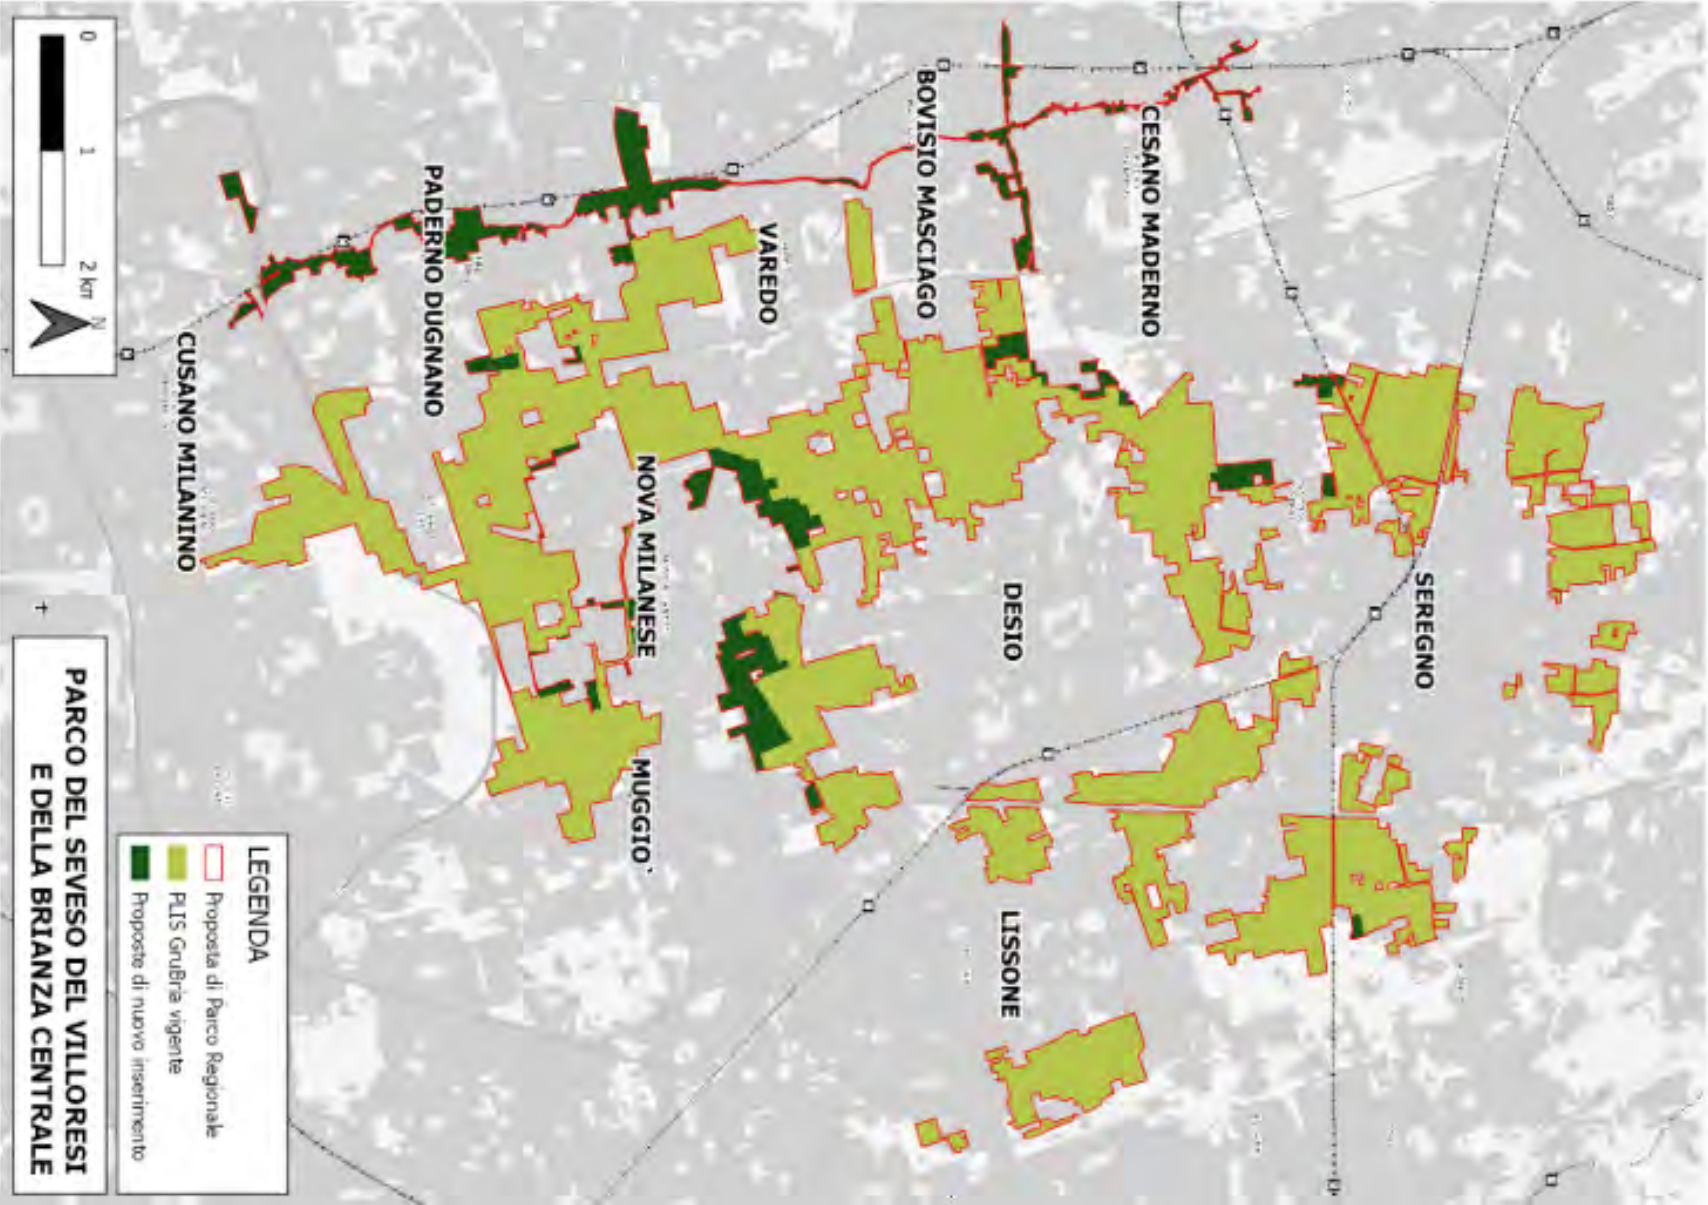 SEREGNO
CESANO MADERNO
BOVISIO MASCIAGO
DESIO
LISSONE
VAREDO
NOVA MILANESE
MUGGIO`
PADERNO DUGNANO
CUSANO MILANINO
LEGENDA
Proposta di Parco Regionale
PLIS GruBria vigente
Proposte di nuovo inserimento
0 1 2 km
N
PARCO DEL SEVESO DEL VILLORESI
E DELLA BRIANZA CENTRALE